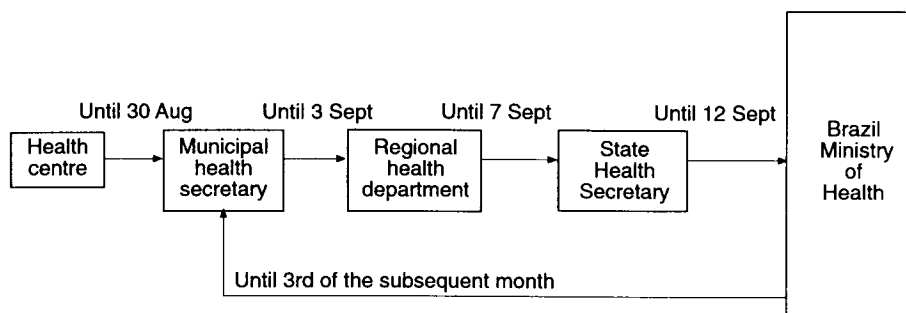 Until 30 Aug
Until 3 Sept
Until 7 Sept
Until 12 Sept
Health
centre
Municipal
health
secretary
Regional
health
department
State
Health
Secretary
Brazil
Ministry
of
Health
Until 3rd of the subsequent month